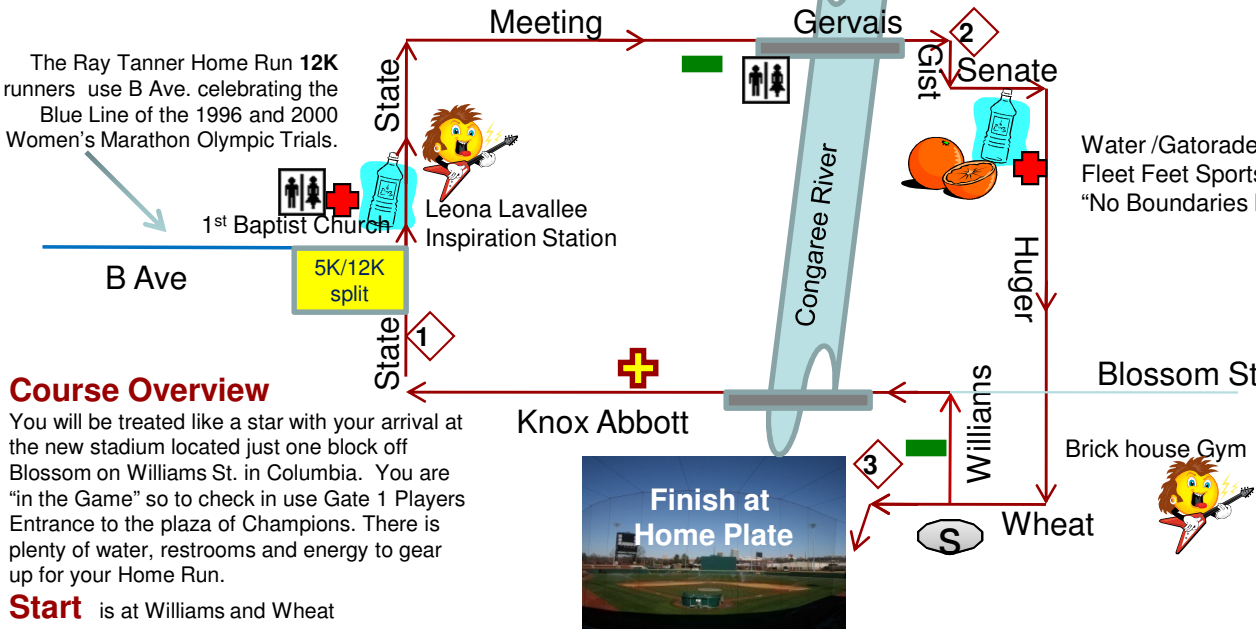 Meeting
Gervais
2
Gist
Senate
The Ray Tanner Home Run 12K
runners use B Ave. celebrating the
Blue Line of the 1996 and 2000
Women's Marathon Olympic Trials.
State
Water /Gatorade
Fleet Feet Sports
"No Boundaries
1st Baptist Church
Leona Lavallee
Inspiration Station
B Ave
5K/12K
split
Congaree River
Huger
State
1
Knox Abbott
Williams
Blossom St
Course Overview
You will be treated like a star with your arrival at
the new stadium located just one block off
Blossom on Williams St. in Columbia. You are
"in the Game" so to check in use Gate 1 Players
Entrance to the plaza of Champions. There is
plenty of water, restrooms and energy to gear
up for your Home Run.
Start is at Williams and Wheat
Finish at
Home Plate
3
S
Wheat
Brick house Gym